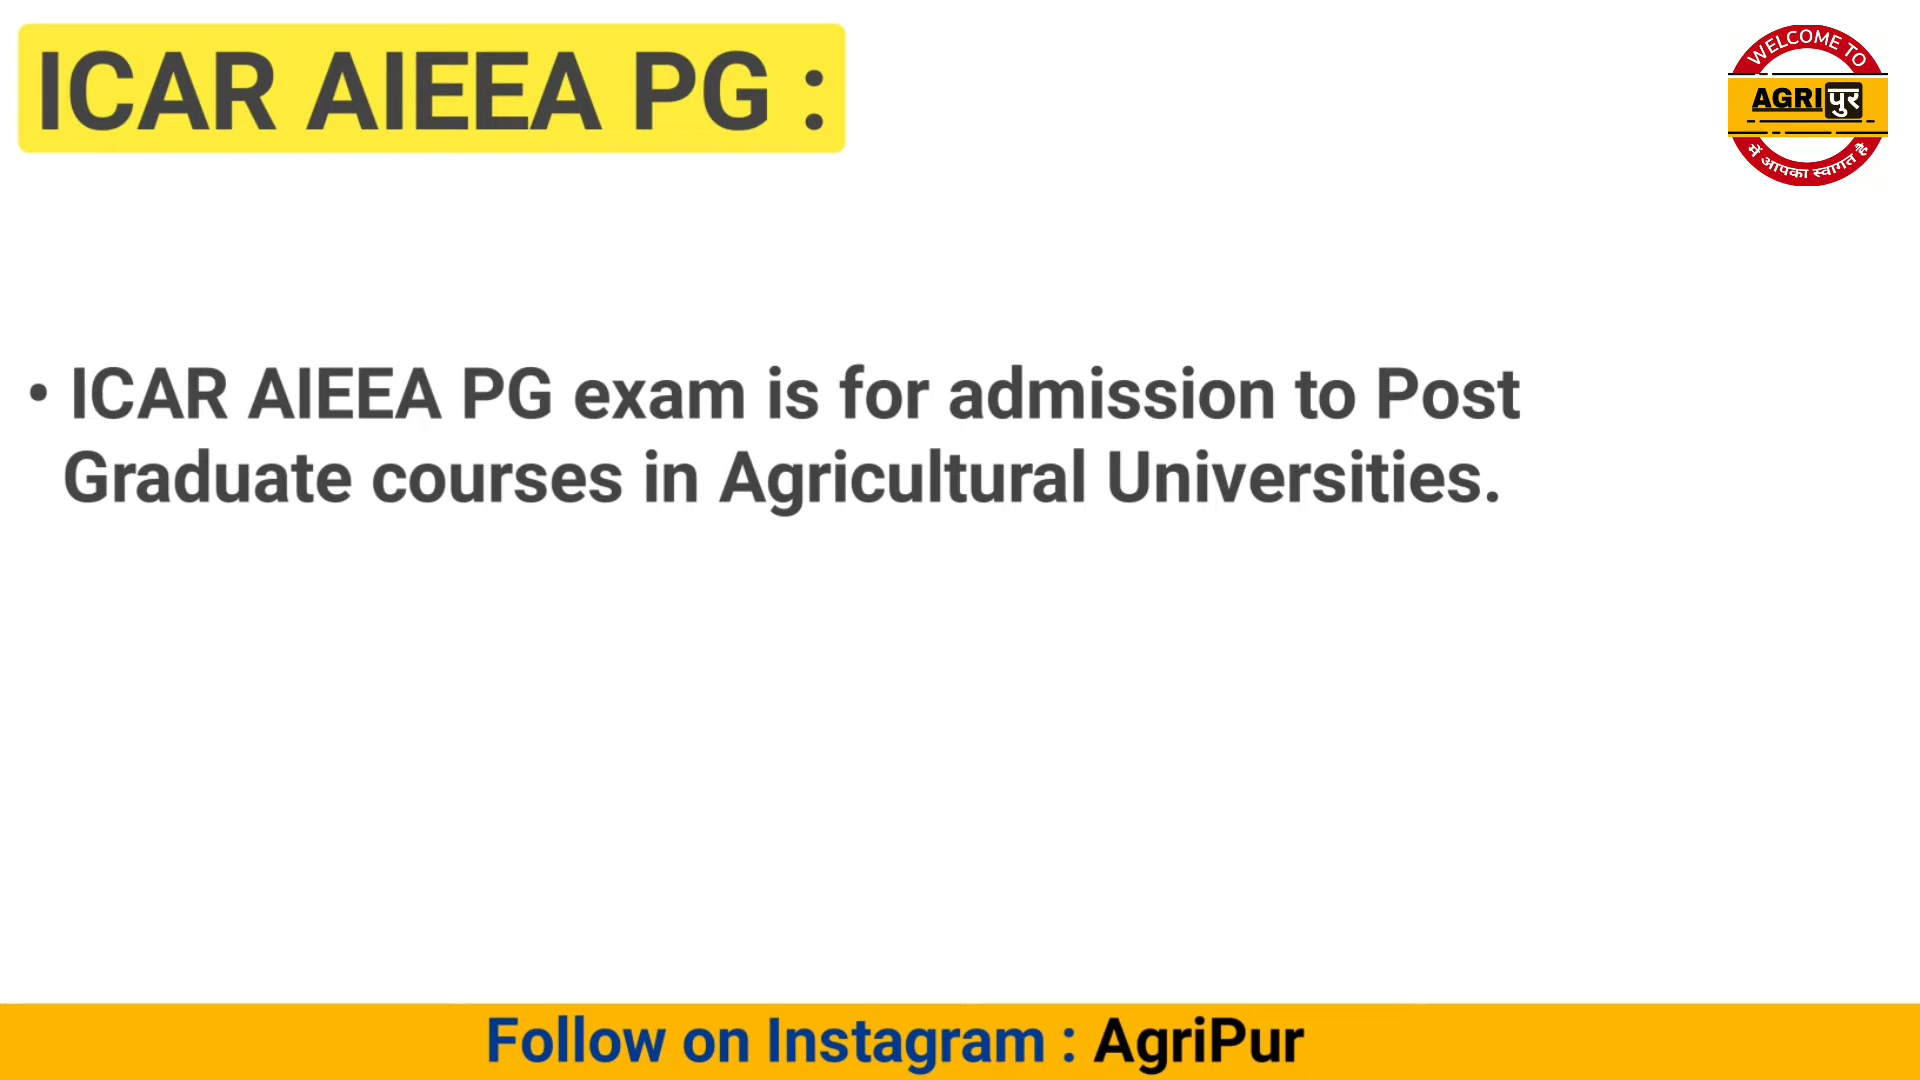 ICAR AIEEA PG :
WELCOME TO
AGRIपुर
में आपका स्वागत है
• ICAR AIEEA PG exam is for admission to Post
Graduate courses in Agricultural Universities.
Follow on Instagram : AgriPur